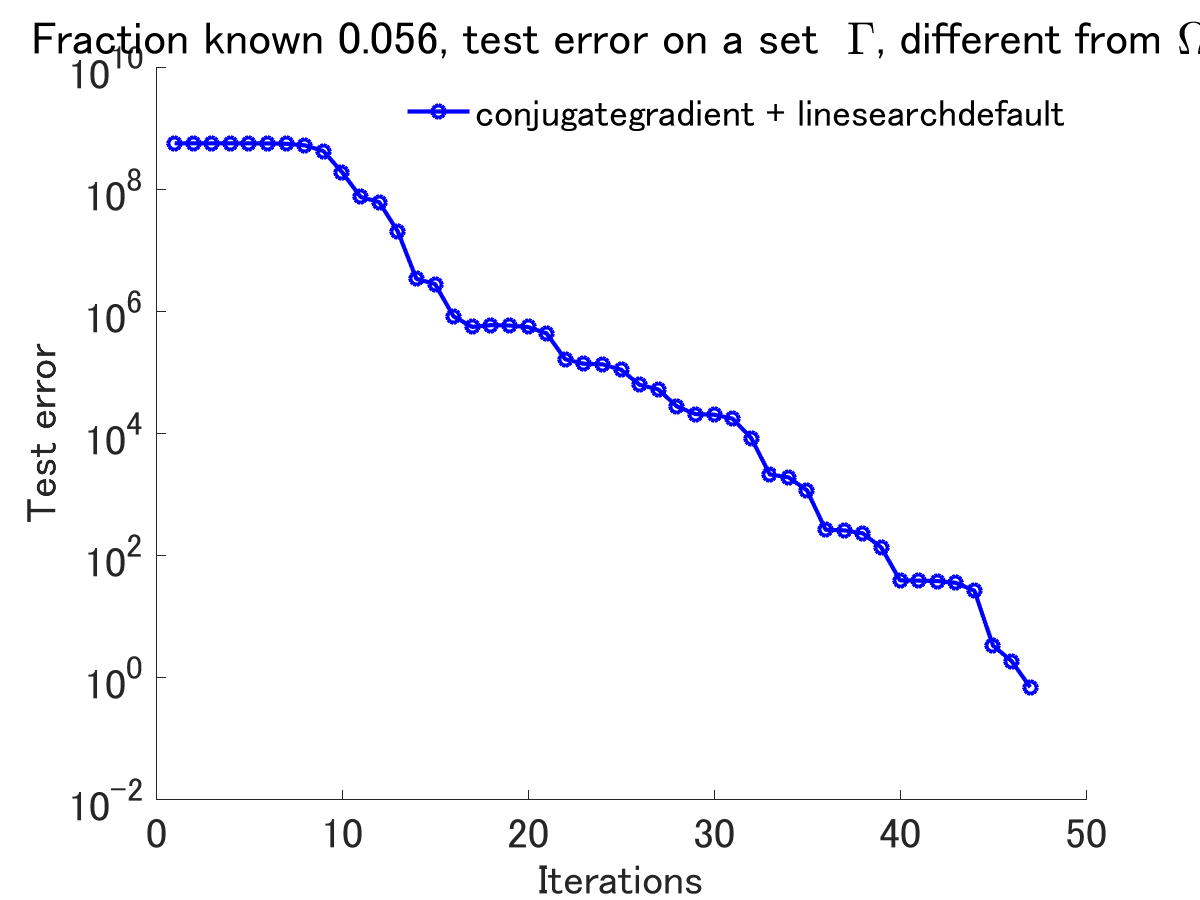 Fraction known 0.056, test error on a set Γ, different from Ω
10^10
conjugategradient + linesearchdefault
10^8
10^6
10^4
10^2
10^0
10^-2
Test error
0 10 20 30 40 50
Iterations